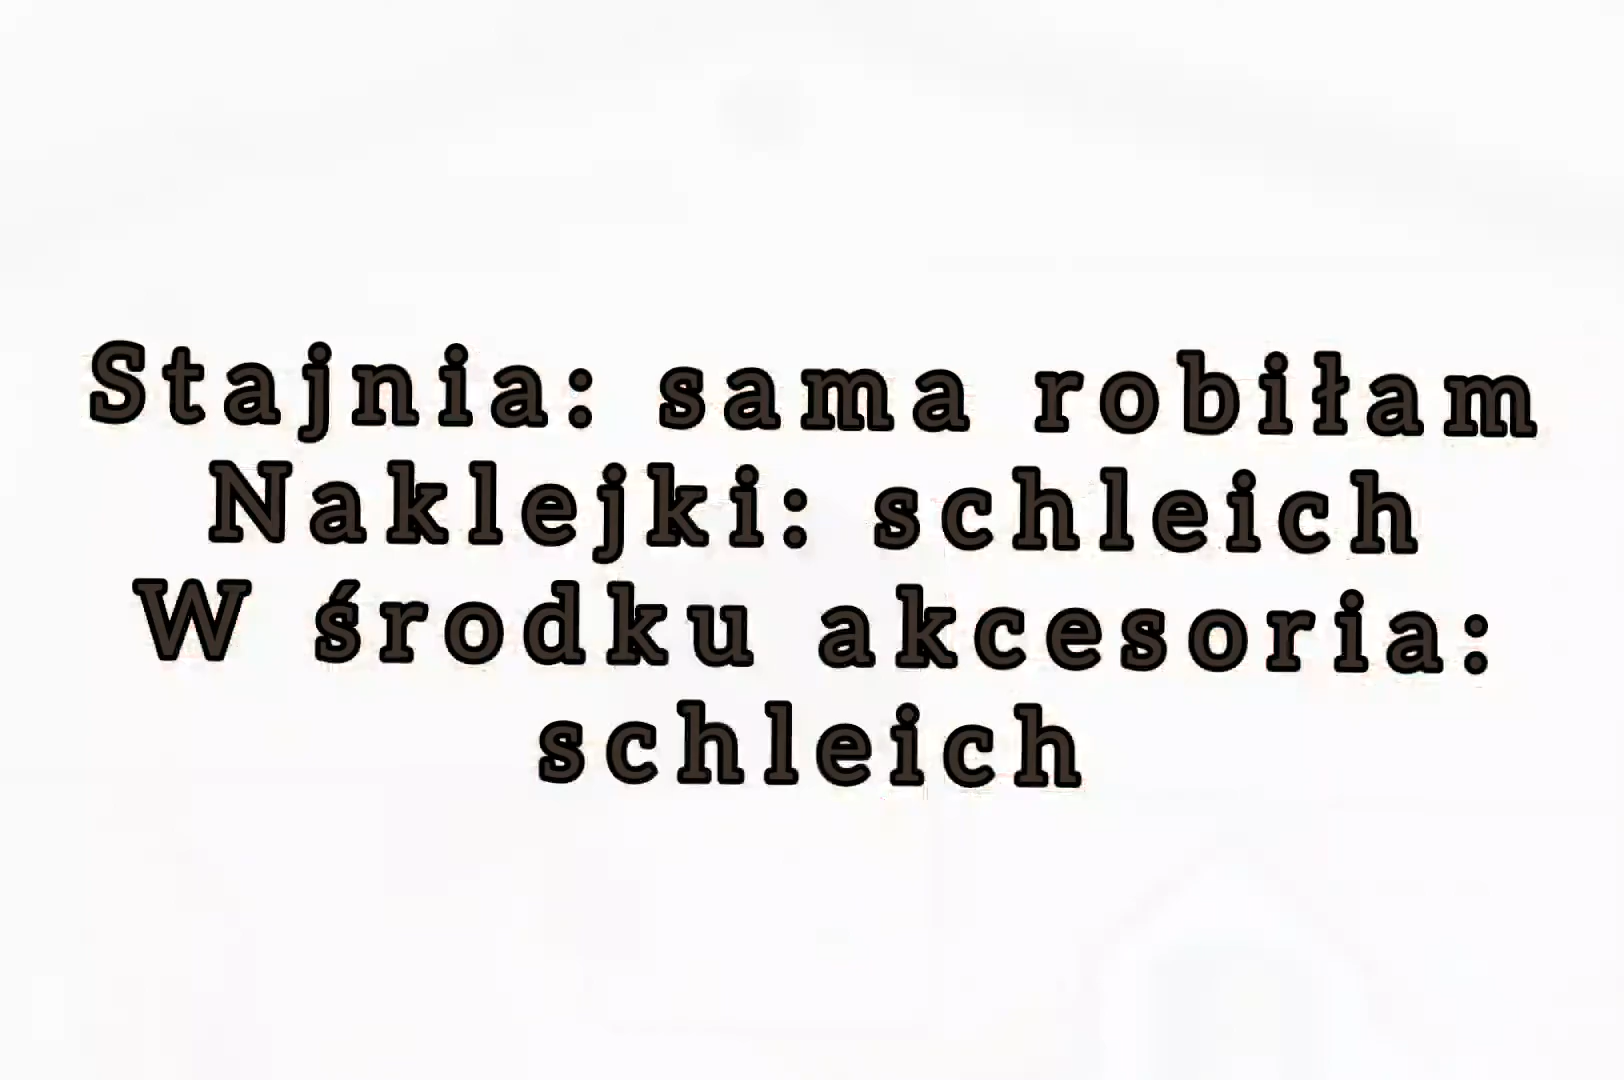 Stajnia: sama robiłam
Naklejki: schleich
W środku akcesoria:
schleich